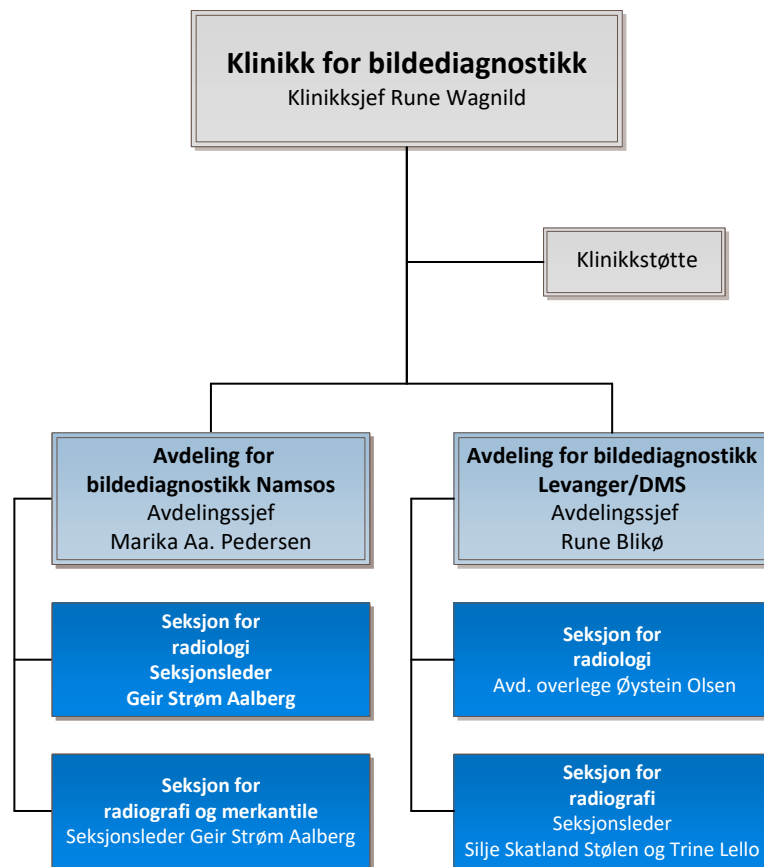 Klinikk for bildediagnostikk
Klinikksjef Rune Wagnild
Klinikkstøtte
Avdeling for
bildediagnostikk Namsos
Avdelingssjef
Marika Aa. Pedersen
Avdeling for bildediagnostikk
Levanger/DMS
Avdelingssjef
Rune Blikø
Seksjon for
radiologi
Seksjonsleder
Geir Strøm Aalberg
Seksjon for
radiologi
Avd. overlege Øystein Olsen
Seksjon for
radiografi og merkantile
Seksjonsleder Geir Strøm Aalberg
Seksjon for
radiografi
Seksjonsleder
Silje Skatland Stølen og Trine Lello